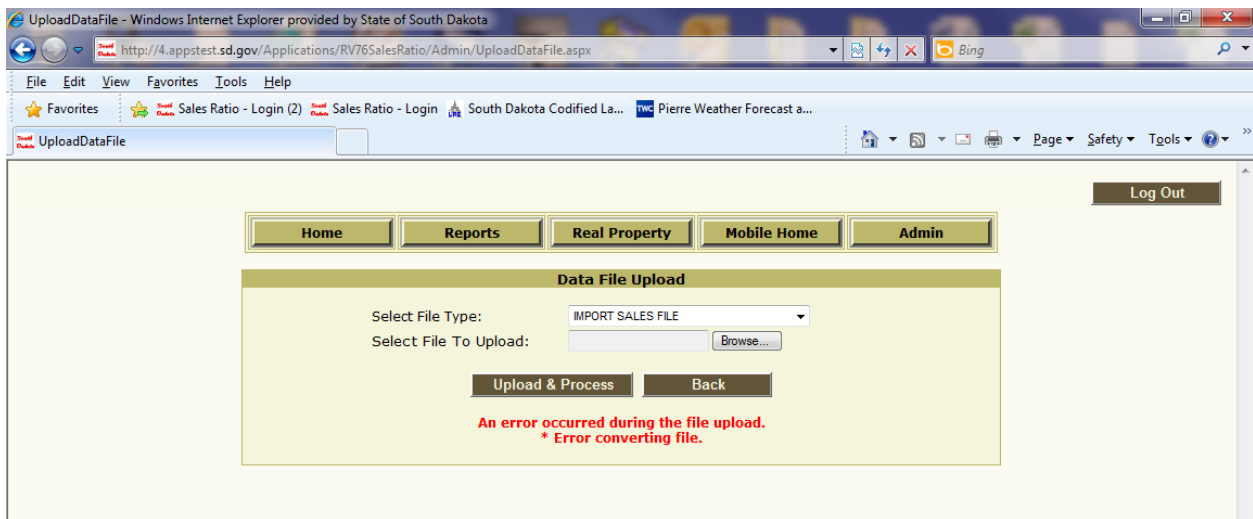 UploadDataFile - Windows Internet Explorer provided by State of South Dakota
http://4.appstest.sd.gov/Applications/RV76SalesRatio/Admin/UploadDataFile.aspx Bing
File Edit View Favorites Tools Help
Favorites Sales Ratio - Login (2) Sales Ratio - Login South Dakota Codified La... TWC Pierre Weather Forecast a...
UploadDataFile Page Safety Tools
Log Out
Home Reports Real Property Mobile Home Admin
Data File Upload
Select File Type: IMPORT SALES FILE
Select File To Upload: Browse...
Upload & Process Back
An error occurred during the file upload.
* Error converting file.